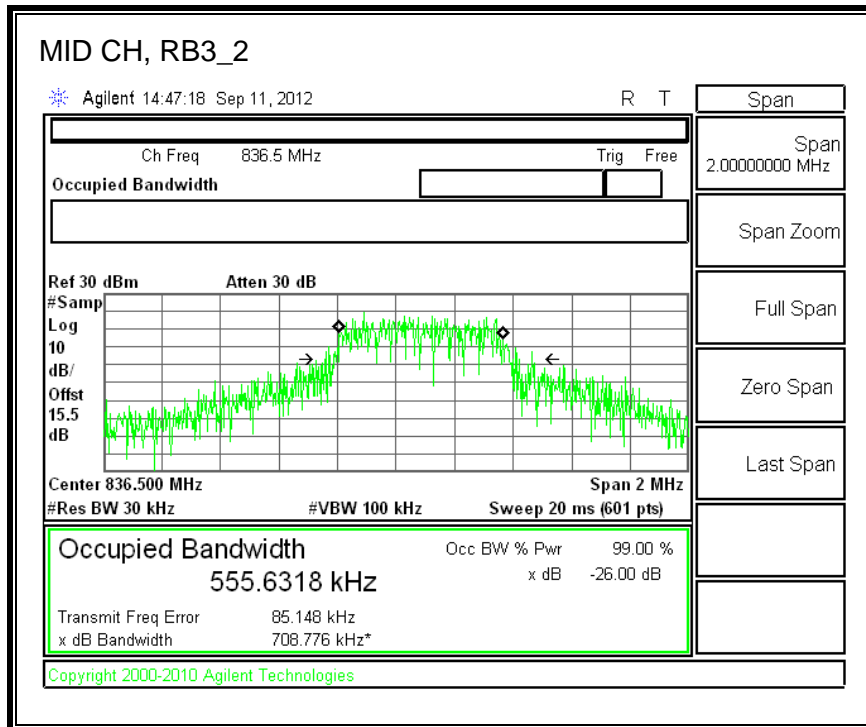 MID CH, RB3_2
Agilent 14:47:18 Sep 11, 2012 R T
Span
Ch Freq 836.5 MHz Trig Free
Occupied Bandwidth
Span
2.00000000 MHz
Span Zoom
Full Span
Zero Span
Last Span
Ref 30 dBm Atten 30 dB
#Samp
Log
10
dB/
Offst
15.5
dB
Center 836.500 MHz Span 2 MHz
#Res BW 30 kHz #VBW 100 kHz Sweep 20 ms (601 pts)
Occupied Bandwidth Occ BW % Pwr 99.00 %
555.6318 kHz x dB -26.00 dB
Transmit Freq Error 85.148 kHz
x dB Bandwidth 708.776 kHz*
Copyright 2000-2010 Agilent Technologies